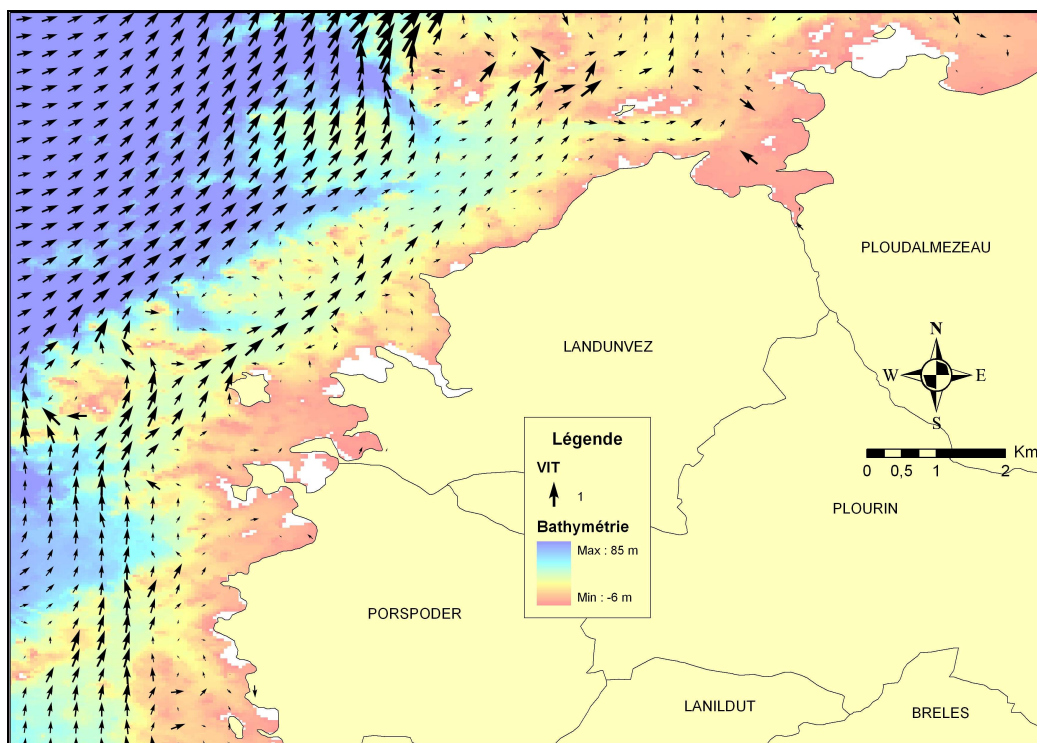 PLOUDALMEZEAU
LANDUNVEZ
N
W E
S
Légende
VIT
1
Bathymétrie
Max : 85 m
Min : -6 m
Km
0 0,5 1 2
PLOURIN
PORSPODER
LANILDUT
BRELES